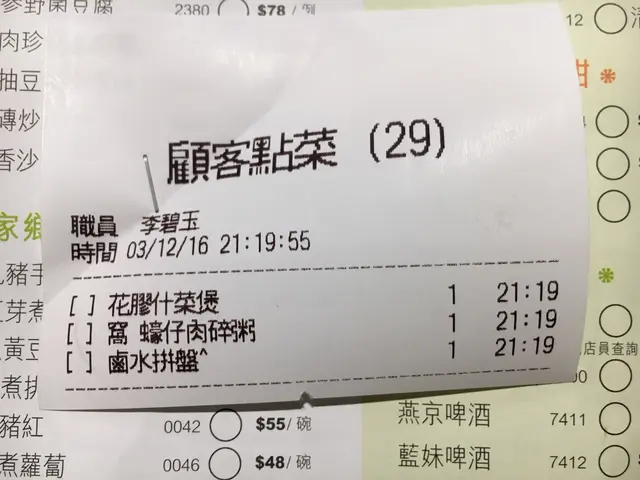 參野菌豆腐 2380 $78 / 例
肉珍
抽豆
磚炒
香沙
顧客點菜 (29)
職員 李碧玉
時間 03/12/16 21:19:55
[ ] 花膠什菜煲 1 21:19
[ ] 窩 蠔仔肉碎粥 1 21:19
[ ] 鹵水拼盤^ 1 21:19
家鄉
豬手
芽煮
黃豆
煮排
豬紅 0042 $55/碗
煮蘿蔔 0046 $48/碗
7412
甜
店員查詢
燕京啤酒 7411
藍妹啤酒 7412